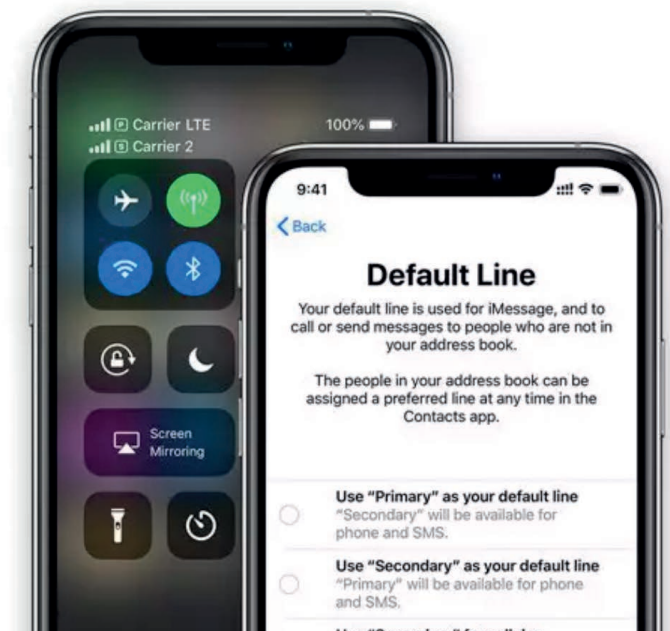 P Carrier LTE 100%
S Carrier 2
Screen
Mirroring
9:41
Back
Default Line
Your default line is used for iMessage, and to
call or send messages to people who are not in
your address book.
The people in your address book can be
assigned a preferred line at any time in the
Contacts app.
Use “Primary” as your default line
“Secondary” will be available for
phone and SMS.
Use “Secondary” as your default line
“Primary” will be available for phone
and SMS.